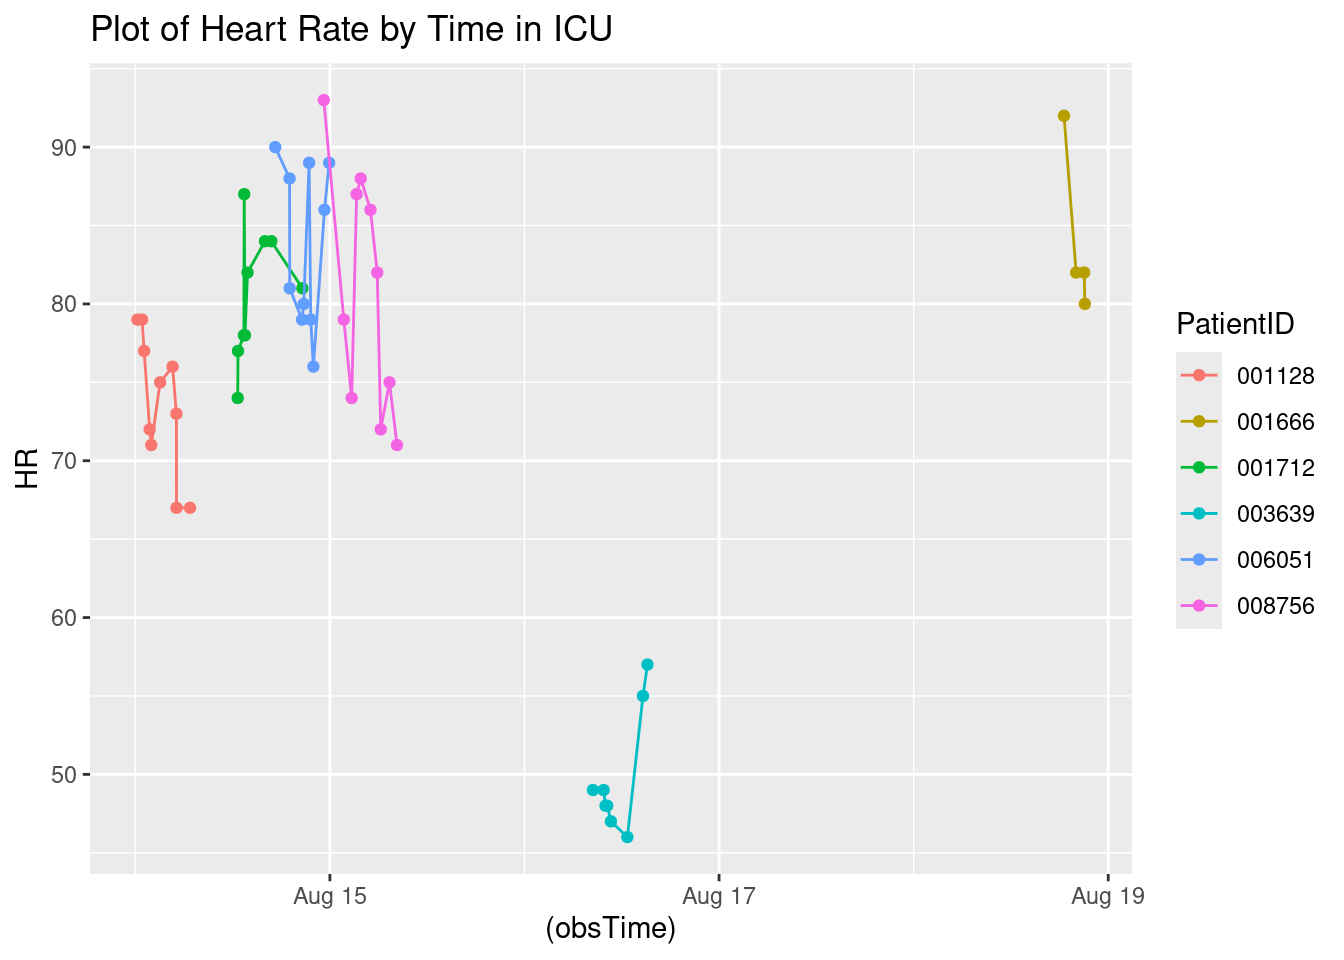 Plot of Heart Rate by Time in ICU
90
80
70
60
50
HR
Aug 15
Aug 17
Aug 19
(obsTime)
PatientID
001128
001666
001712
003639
006051
008756